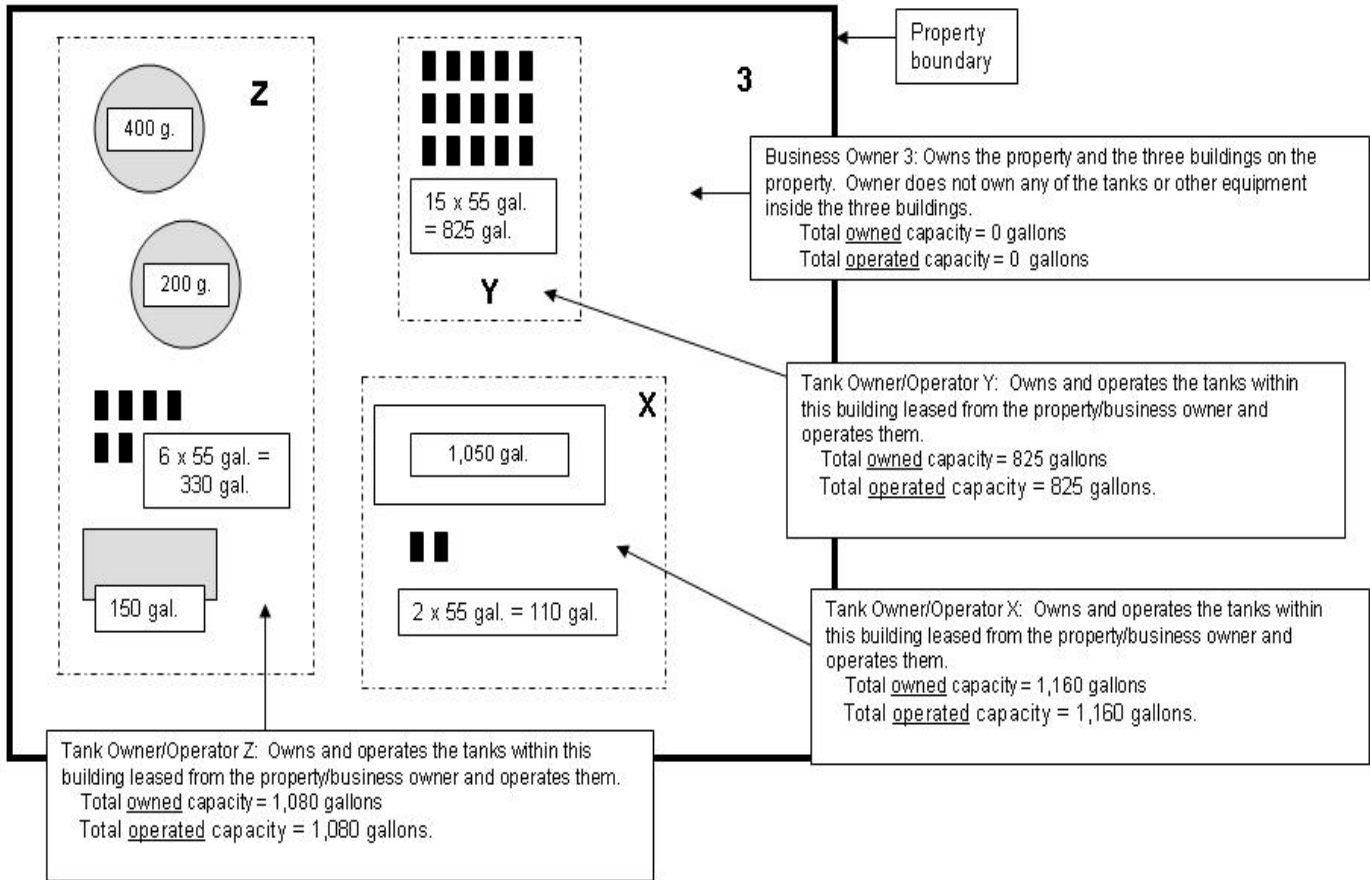 Property
boundary
Z
400 g.
200 g.
6 x 55 gal. =
330 gal.
150 gal.
15 x 55 gal.
= 825 gal.
Y
3
Business Owner 3: Owns the property and the three buildings on the
property. Owner does not own any of the tanks or other equipment
inside the three buildings.
Total owned capacity = 0 gallons
Total operated capacity = 0 gallons
Tank Owner/Operator Y: Owns and operates the tanks within
this building leased from the property/business owner and
operates them.
Total owned capacity = 825 gallons
Total operated capacity = 825 gallons.
X
1,050 gal.
2 x 55 gal. = 110 gal.
Tank Owner/Operator X: Owns and operates the tanks within
this building leased from the property/business owner and
operates them.
Total owned capacity = 1,160 gallons
Total operated capacity = 1,160 gallons.
Tank Owner/Operator Z: Owns and operates the tanks within this
building leased from the property/business owner and operates them.
Total owned capacity = 1,080 gallons
Total operated capacity = 1,080 gallons.